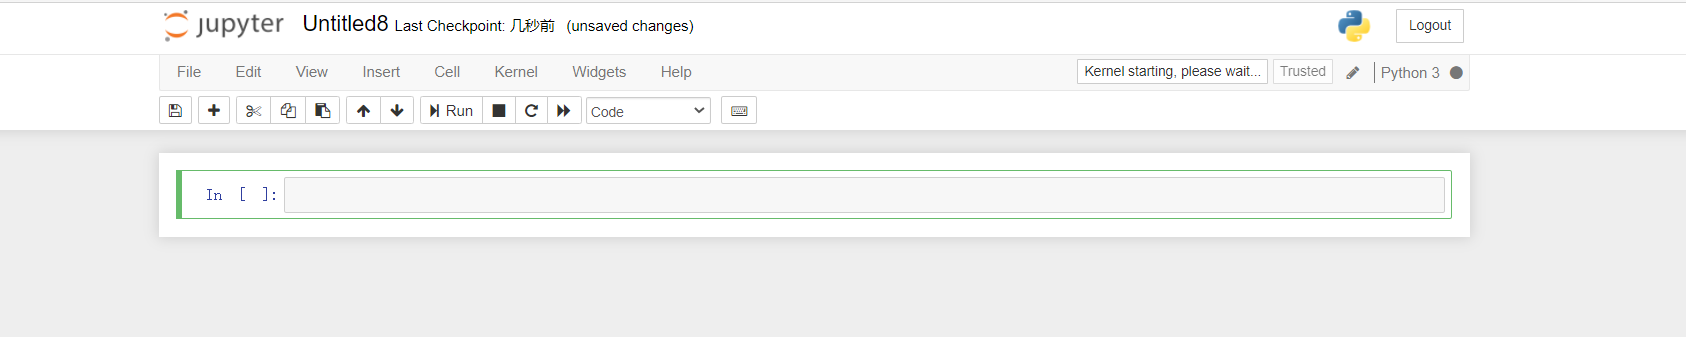 jupyter Untitled8 Last Checkpoint: 几秒前 (unsaved changes) Logout
File Edit View Insert Cell Kernel Widgets Help Kernel starting, please wait... Trusted Python 3
Run Code
In [ ]: